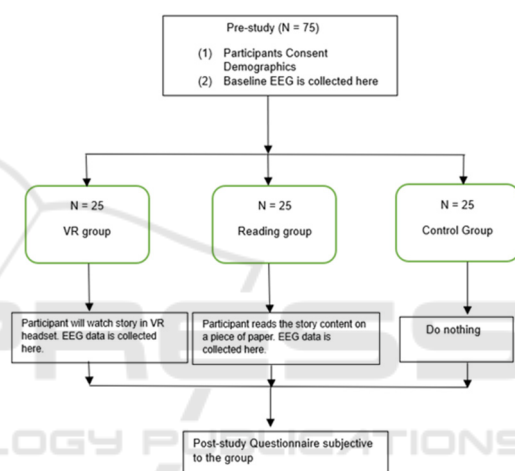 Pre-study (N = 75)
(1) Participants Consent
Demographics
(2) Baseline EEG is collected here
N = 25
VR group
N = 25
Reading group
N = 25
Control Group
Participant will watch story in VR
headset. EEG data is collected
here.
Participant reads the story content on
a piece of paper. EEG data is
collected here.
Do nothing
Post-study Questionnaire subjective
to the group
PRESS
LOGY PUBLICATIONS